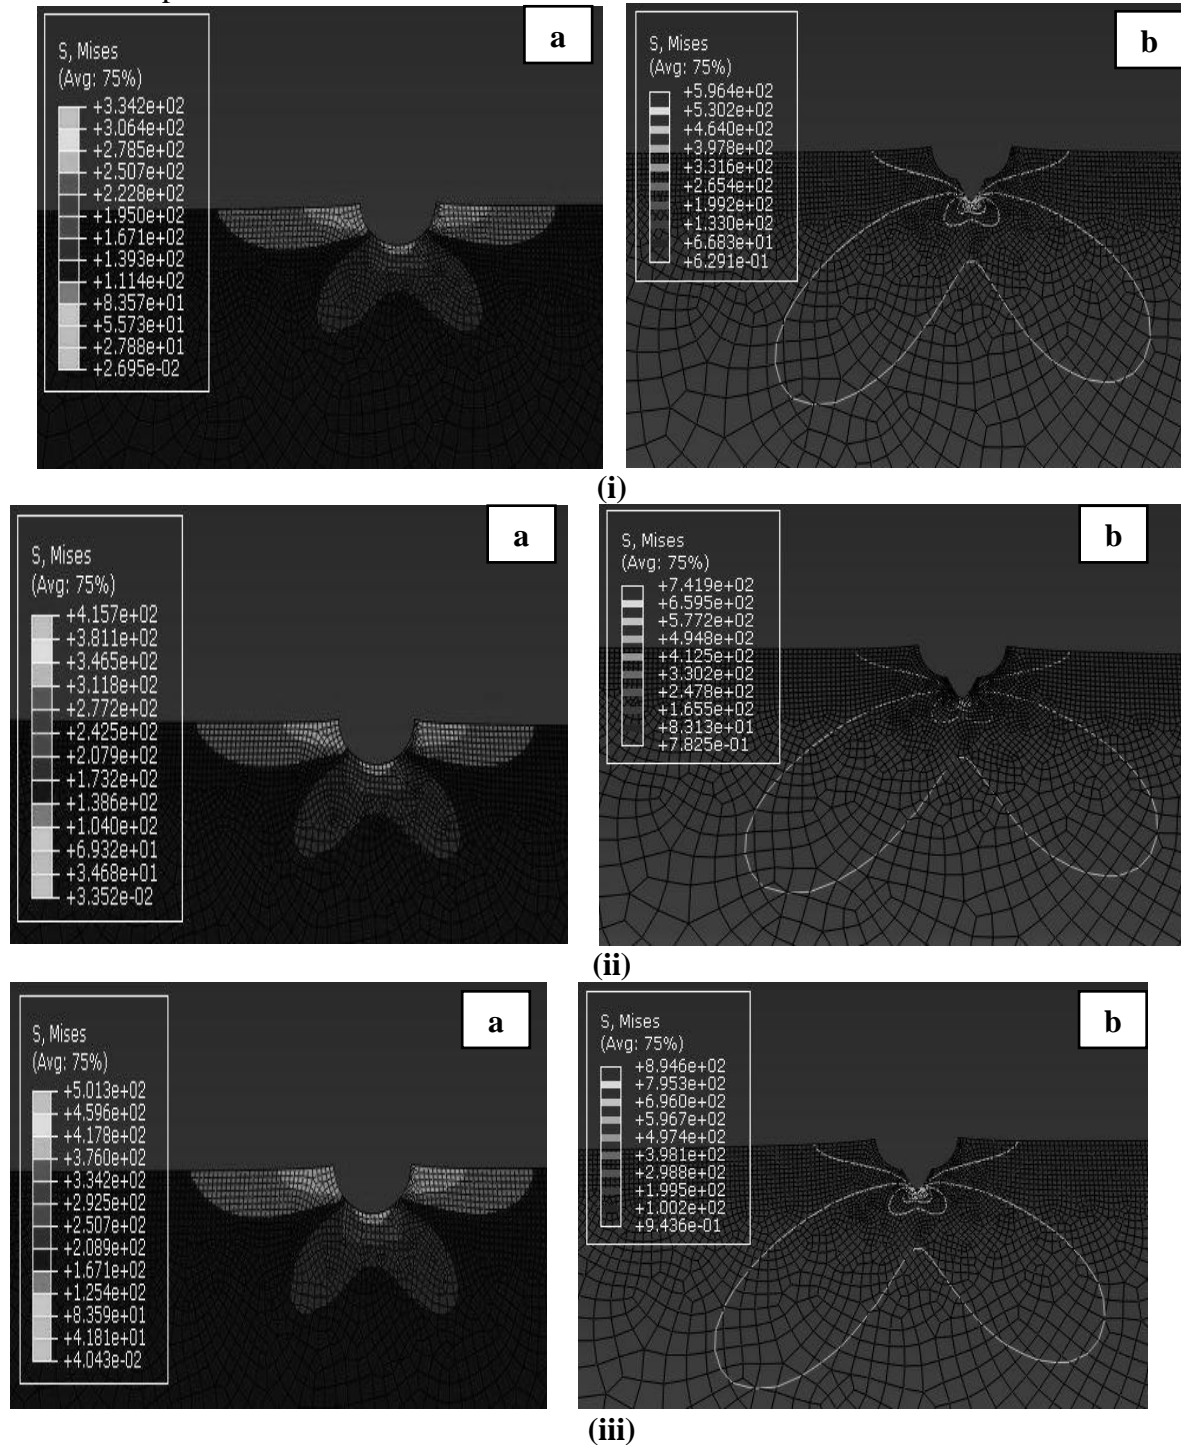 a
S, Mises
(Avg: 75%)
+3.342e+02
+3.064e+02
+2.785e+02
+2.507e+02
+2.228e+02
+1.950e+02
+1.671e+02
+1.393e+02
+1.114e+02
+8.357e+01
+5.573e+01
+2.788e+01
+2.695e-02
b
S, Mises
(Avg: 75%)
+5.964e+02
+5.302e+02
+4.640e+02
+3.978e+02
+3.316e+02
+2.654e+02
+1.992e+02
+1.330e+02
+6.683e+01
+6.291e-01
(i)
a
S, Mises
(Avg: 75%)
+4.157e+02
+3.811e+02
+3.465e+02
+3.118e+02
+2.772e+02
+2.425e+02
+2.079e+02
+1.732e+02
+1.386e+02
+1.040e+02
+6.932e+01
+3.468e+01
+3.352e-02
b
S, Mises
(Avg: 75%)
+7.419e+02
+6.595e+02
+5.772e+02
+4.948e+02
+4.125e+02
+3.302e+02
+2.478e+02
+1.655e+02
+8.313e+01
+7.825e-01
(ii)
a
S, Mises
(Avg: 75%)
+5.013e+02
+4.596e+02
+4.178e+02
+3.760e+02
+3.342e+02
+2.925e+02
+2.507e+02
+2.089e+02
+1.671e+02
+1.254e+02
+8.359e+01
+4.181e+01
+4.043e-02
b
S, Mises
(Avg: 75%)
+8.946e+02
+7.953e+02
+6.960e+02
+5.967e+02
+4.974e+02
+3.981e+02
+2.988e+02
+1.995e+02
+1.002e+02
+9.436e-01
(iii)